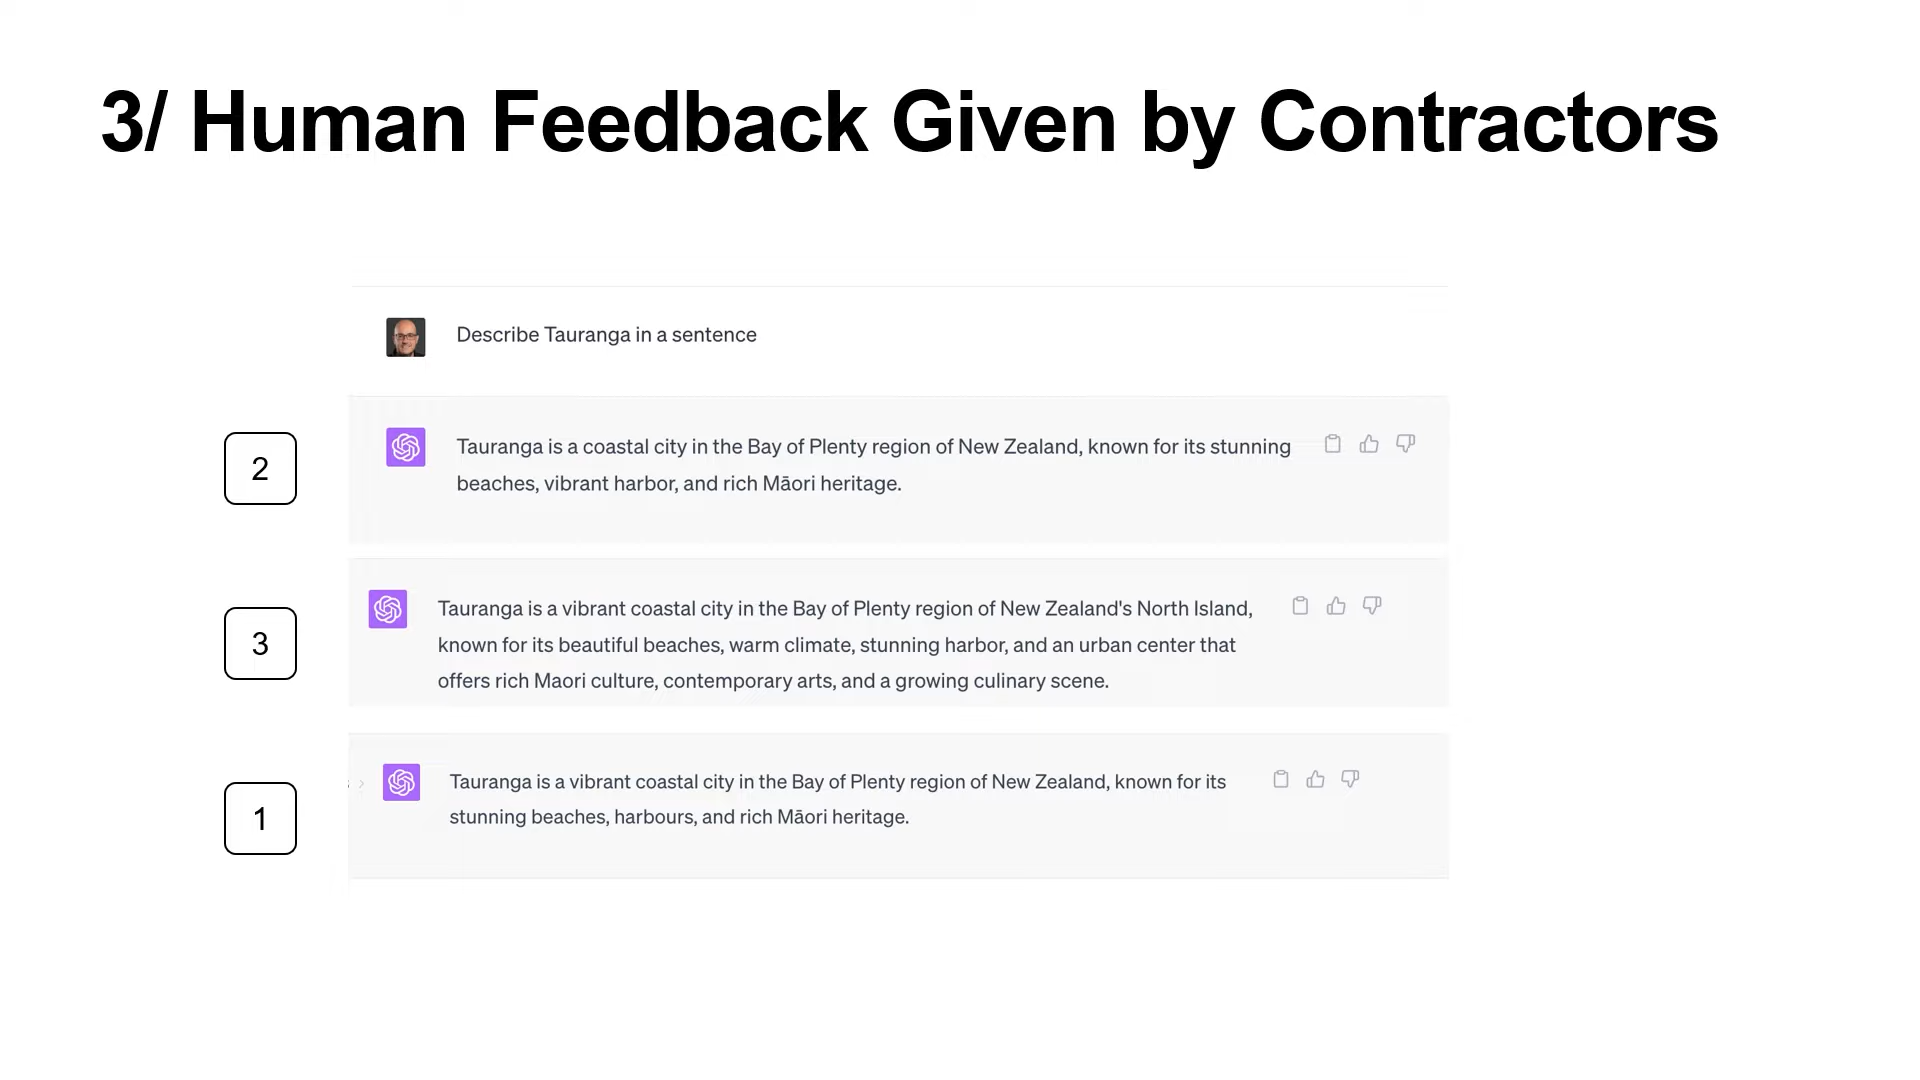 3/ Human Feedback Given by Contractors
Describe Tauranga in a sentence
2
Tauranga is a coastal city in the Bay of Plenty region of New Zealand, known for its stunning
beaches, vibrant harbor, and rich Māori heritage.
3
Tauranga is a vibrant coastal city in the Bay of Plenty region of New Zealand's North Island,
known for its beautiful beaches, warm climate, stunning harbor, and an urban center that
offers rich Maori culture, contemporary arts, and a growing culinary scene.
1
Tauranga is a vibrant coastal city in the Bay of Plenty region of New Zealand, known for its
stunning beaches, harbours, and rich Māori heritage.